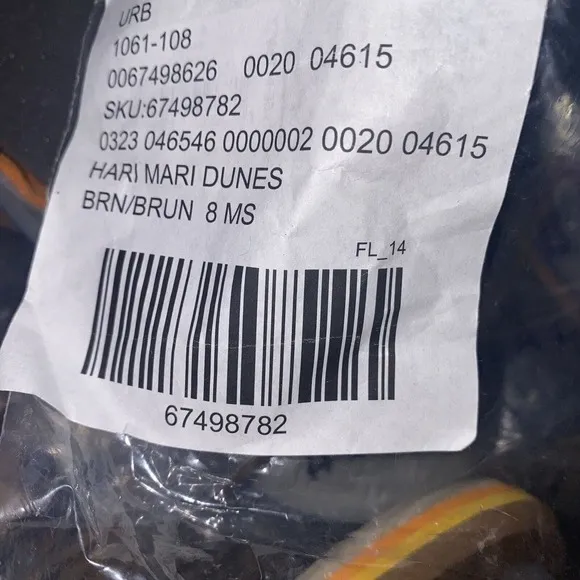 URB
1061-108
0067498626 0020 04615
SKU:67498782
0323 046546 0000002 0020 04615
HARI MARI DUNES
BRN/BRUN 8 MS
FL_14
67498782